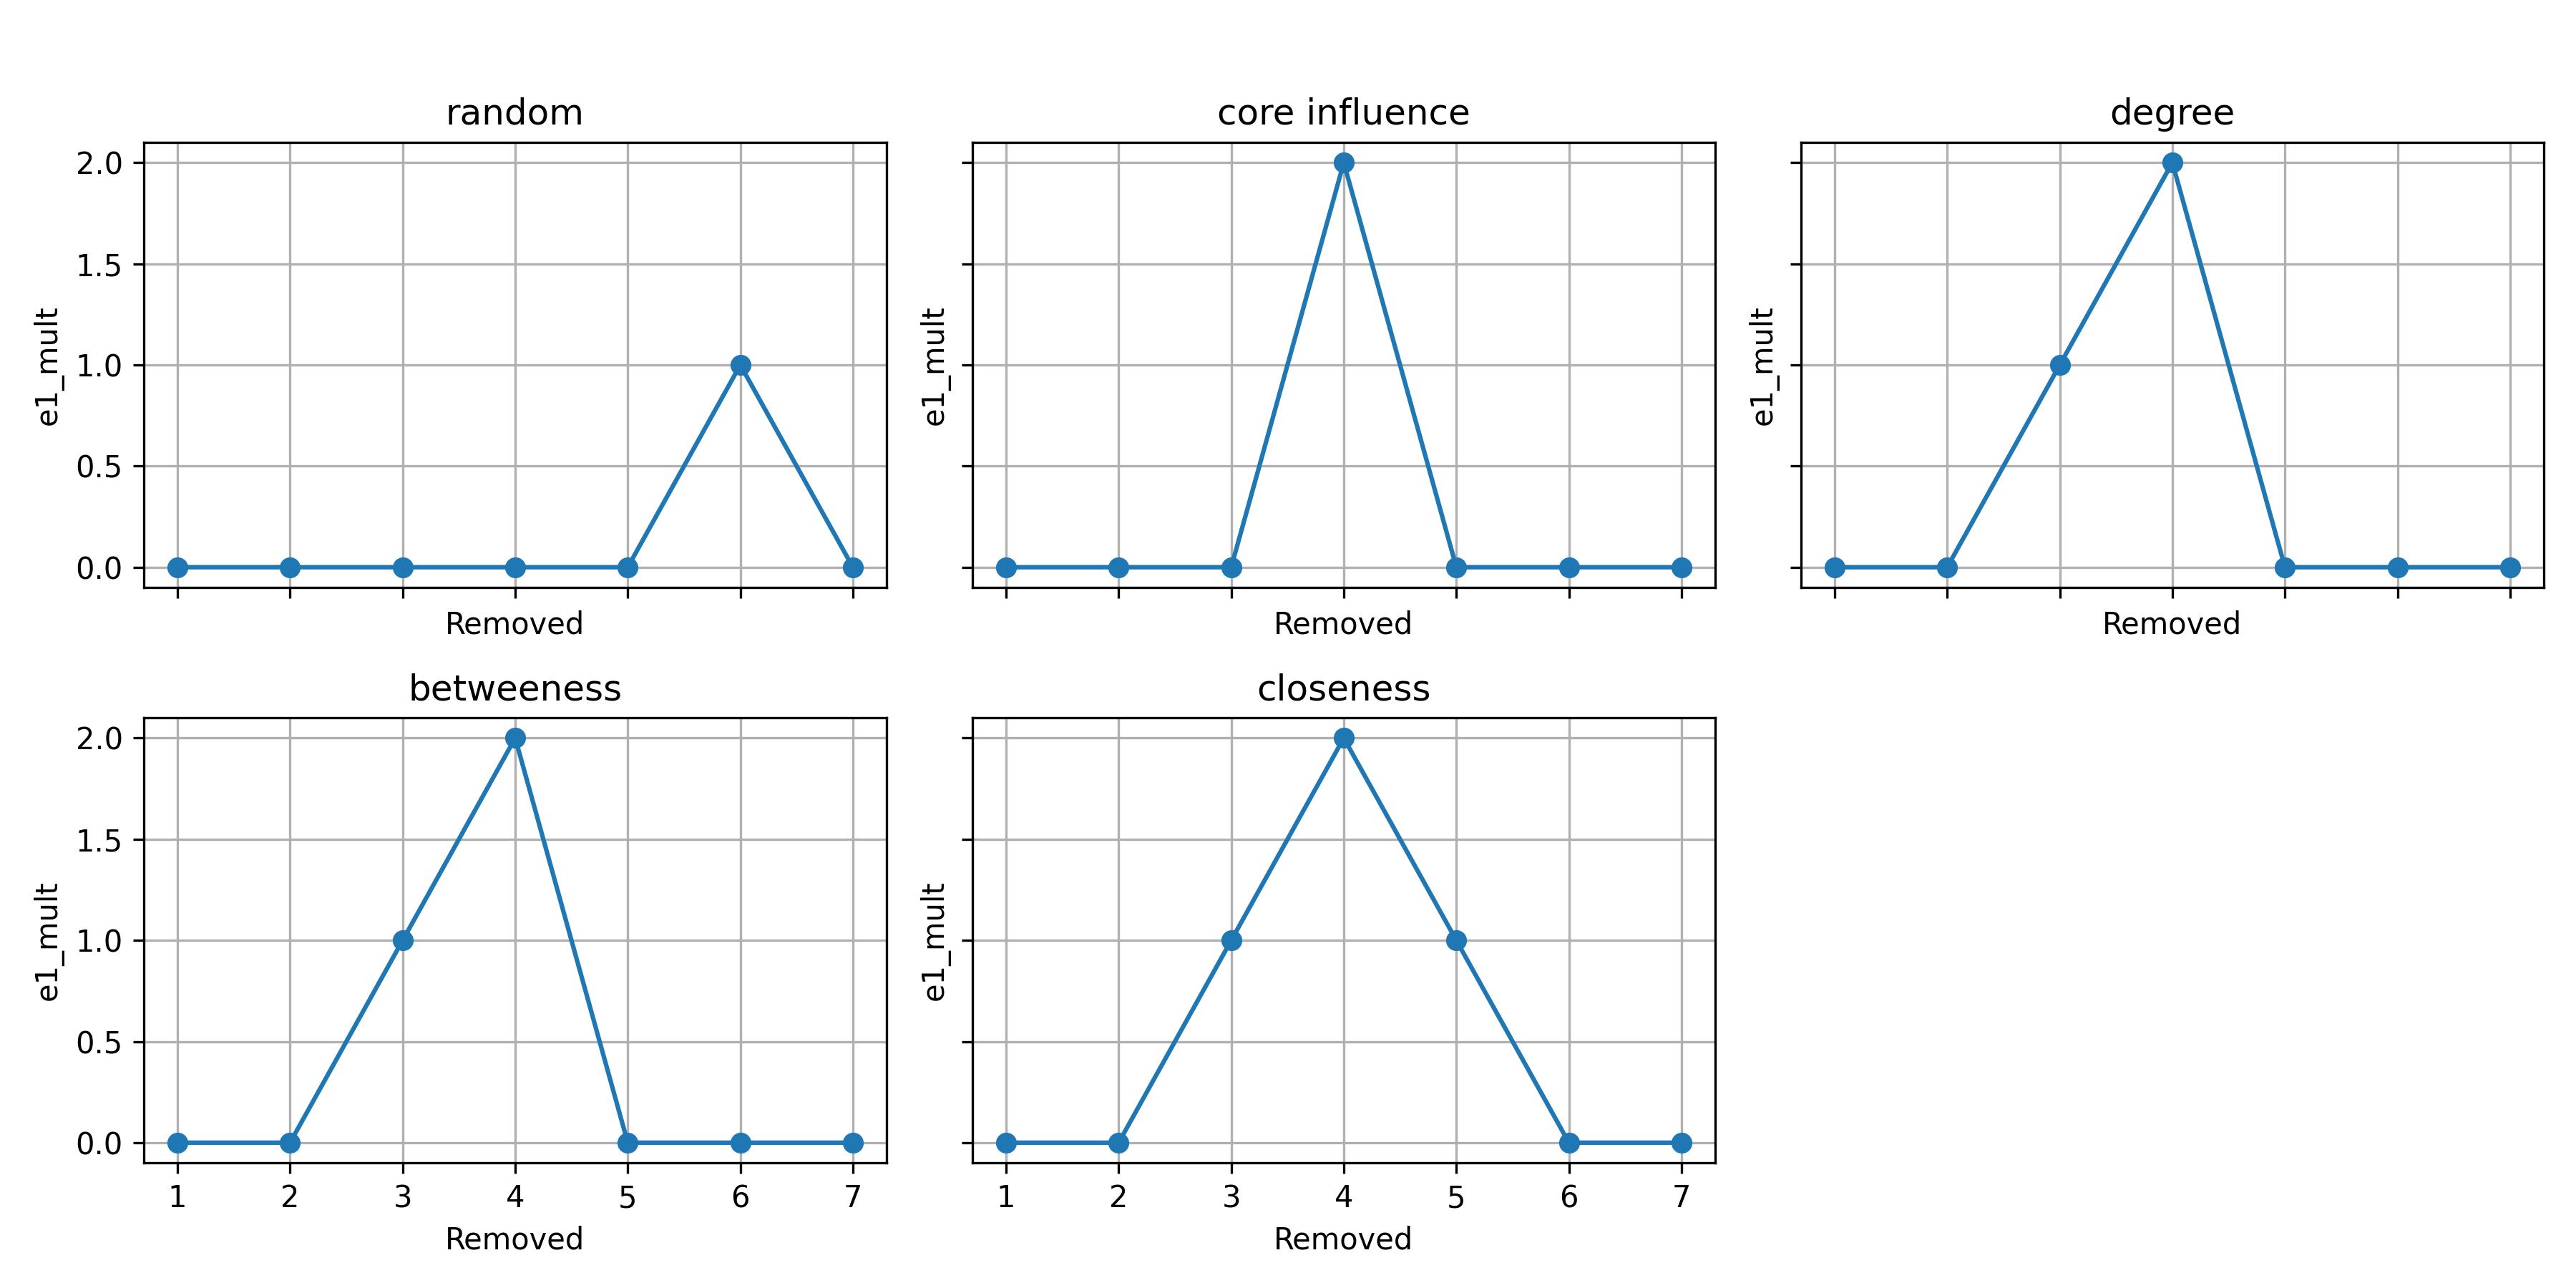 random
core influence
degree
2.0
1.5
1.0
0.5
0.0
e1_mult
e1_mult
e1_mult
Removed
Removed
Removed
betweeness
closeness
2.0
1.5
1.0
0.5
0.0
e1_mult
e1_mult
1 2 3 4 5 6 7
1 2 3 4 5 6 7
Removed
Removed